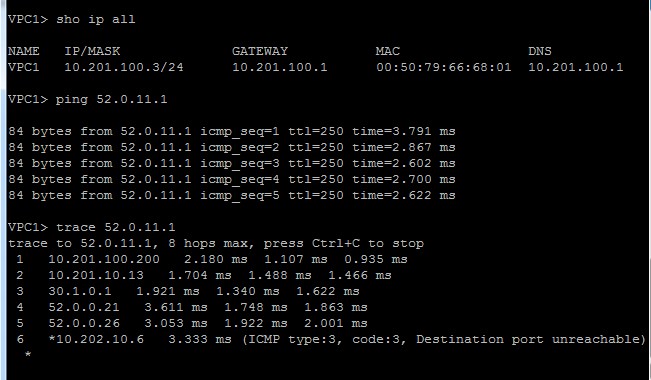 VPC1> sho ip all
NAME IP/MASK GATEWAY MAC DNS
VPC1 10.201.100.3/24 10.201.100.1 00:50:79:66:68:01 10.201.100.1
VPC1> ping 52.0.11.1
84 bytes from 52.0.11.1 icmp_seq=1 ttl=250 time=3.791 ms
84 bytes from 52.0.11.1 icmp_seq=2 ttl=250 time=2.867 ms
84 bytes from 52.0.11.1 icmp_seq=3 ttl=250 time=2.602 ms
84 bytes from 52.0.11.1 icmp_seq=4 ttl=250 time=2.700 ms
84 bytes from 52.0.11.1 icmp_seq=5 ttl=250 time=2.622 ms
VPC1> trace 52.0.11.1
trace to 52.0.11.1, 8 hops max, press Ctrl+C to stop
1 10.201.100.200 2.180 ms 1.107 ms 0.935 ms
2 10.201.10.13 1.704 ms 1.488 ms 1.466 ms
3 30.1.0.1 1.921 ms 1.340 ms 1.622 ms
4 52.0.0.21 3.611 ms 1.748 ms 1.863 ms
5 52.0.0.26 3.053 ms 1.922 ms 2.001 ms
6 *10.202.10.6 3.333 ms (ICMP type:3, code:3, Destination port unreachable)
*